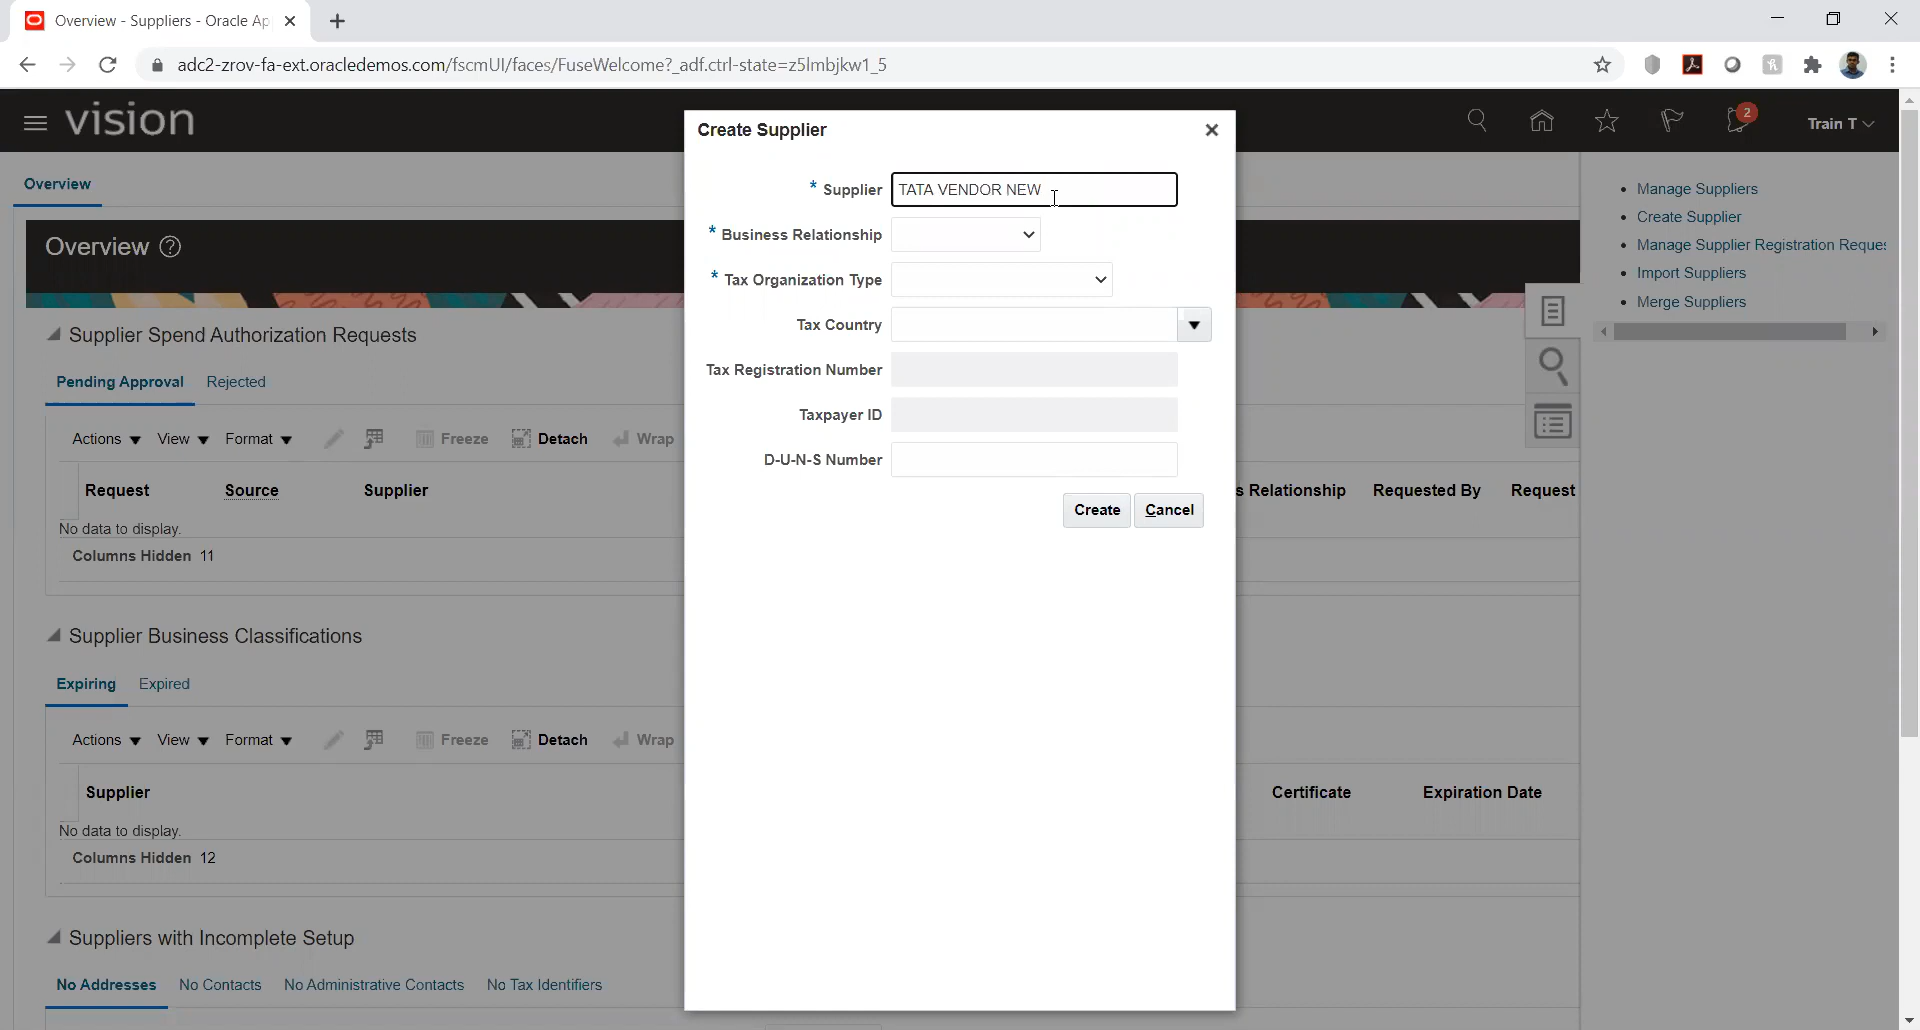 Overview - Suppliers - Oracle Ap
adc2-zrov-fa-ext.oracledemos.com/fscmUI/faces/FuseWelcome?_adf.ctrl-state=z5lmbjkw1_5
vision
2
Train T
Overview
Overview ?
Supplier Spend Authorization Requests
Pending Approval Rejected
Actions View Format Freeze Detach Wrap
Request Source Supplier s Relationship Requested By Request
No data to display.
Columns Hidden 11
Supplier Business Classifications
Expiring Expired
Actions View Format Freeze Detach Wrap
Supplier Certificate Expiration Date
No data to display.
Columns Hidden 12
Suppliers with Incomplete Setup
No Addresses No Contacts No Administrative Contacts No Tax Identifiers
Create Supplier
* Supplier TATA VENDOR NEW
* Business Relationship
* Tax Organization Type
Tax Country
Tax Registration Number
Taxpayer ID
D-U-N-S Number
Create Cancel
Manage Suppliers
Create Supplier
Manage Supplier Registration Reques
Import Suppliers
Merge Suppliers